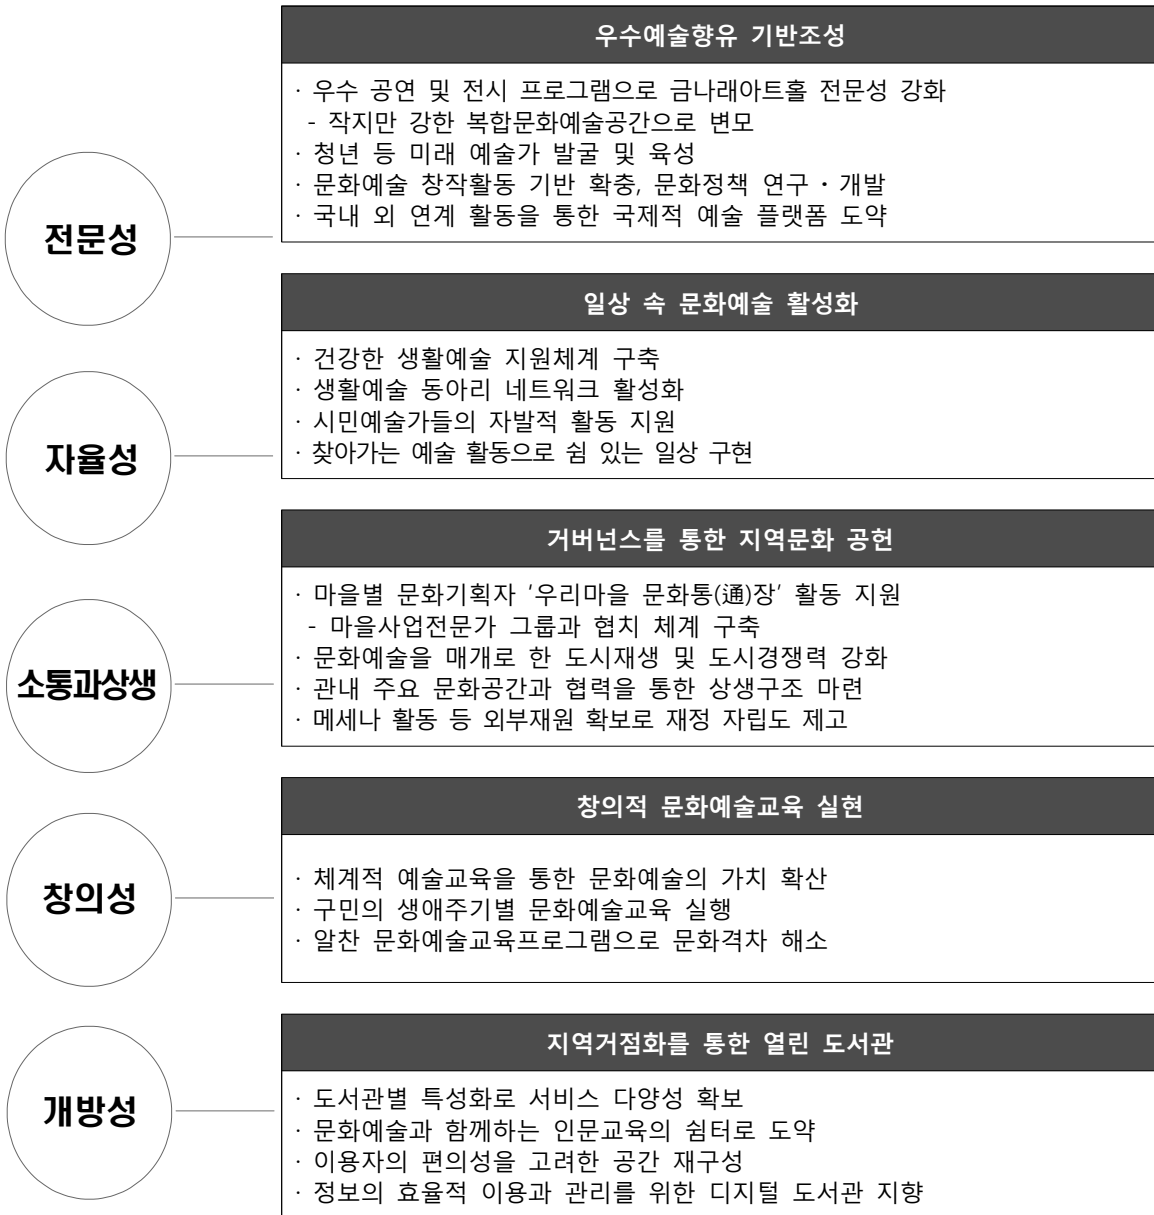 우수예술향유 기반조성
· 우수 공연 및 전시 프로그램으로 금나래아트홀 전문성 강화
- 작지만 강한 복합문화예술공간으로 변모
· 청년 등 미래 예술가 발굴 및 육성
· 문화예술 창작활동 기반 확충, 문화정책 연구・개발
· 국내 외 연계 활동을 통한 국제적 예술 플랫폼 도약
전문성
일상 속 문화예술 활성화
· 건강한 생활예술 지원체계 구축
· 생활예술 동아리 네트워크 활성화
· 시민예술가들의 자발적 활동 지원
· 찾아가는 예술 활동으로 쉼 있는 일상 구현
자율성
거버넌스를 통한 지역문화 공헌
· 마을별 문화기획자 '우리마을 문화통(通)장' 활동 지원
- 마을사업전문가 그룹과 협치 체계 구축
· 문화예술을 매개로 한 도시재생 및 도시경쟁력 강화
· 관내 주요 문화공간과 협력을 통한 상생구조 마련
· 메세나 활동 등 외부재원 확보로 재정 자립도 제고
소통과상생
창의적 문화예술교육 실현
· 체계적 예술교육을 통한 문화예술의 가치 확산
· 구민의 생애주기별 문화예술교육 실행
· 알찬 문화예술교육프로그램으로 문화격차 해소
창의성
지역거점화를 통한 열린 도서관
· 도서관별 특성화로 서비스 다양성 확보
· 문화예술과 함께하는 인문교육의 쉼터로 도약
· 이용자의 편의성을 고려한 공간 재구성
· 정보의 효율적 이용과 관리를 위한 디지털 도서관 지향
개방성